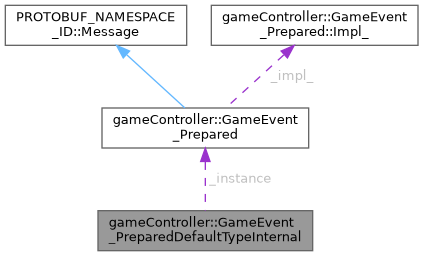 PROTOBUF_NAMESPACE
_ID::Message
gameController::GameEvent
_Prepared::Impl_
_impl_
gameController::GameEvent
_Prepared
_instance
gameController::GameEvent
_PreparedDefaultTypeInternal